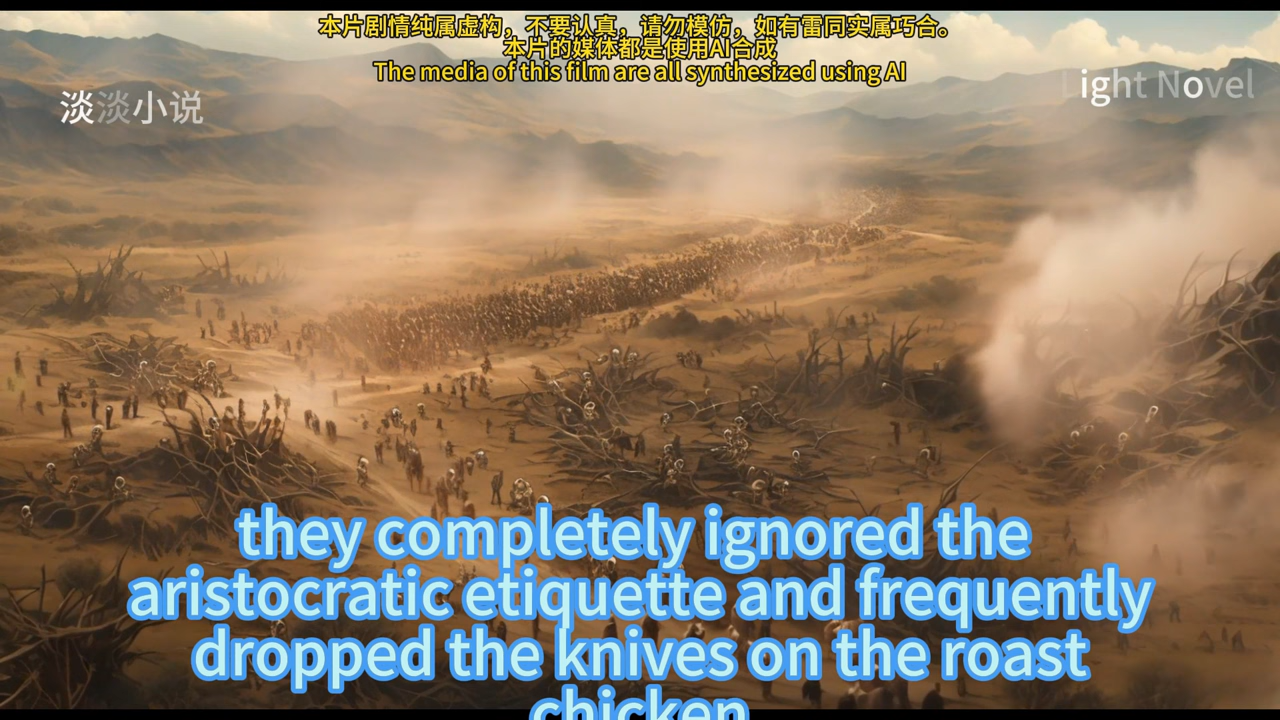 本片剧情纯属虚构，不要认真，请勿模仿，如有雷同实属巧合。
本片的媒体都是使用AI合成
The media of this film are all synthesized using AI
淡淡小说
Light Novel
they completely ignored the
aristocratic etiquette and frequently
dropped the knives on the roast
chicken